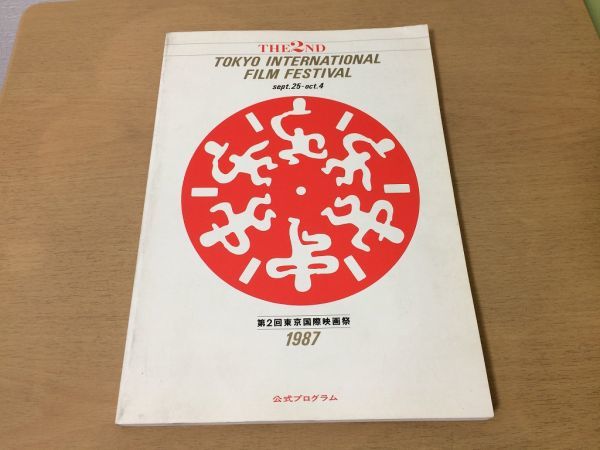 THE 2ND
TOKYO INTERNATIONAL
FILM FESTIVAL
sept.25-oct.4
第2回東京国際映画祭
1987
公式プログラム